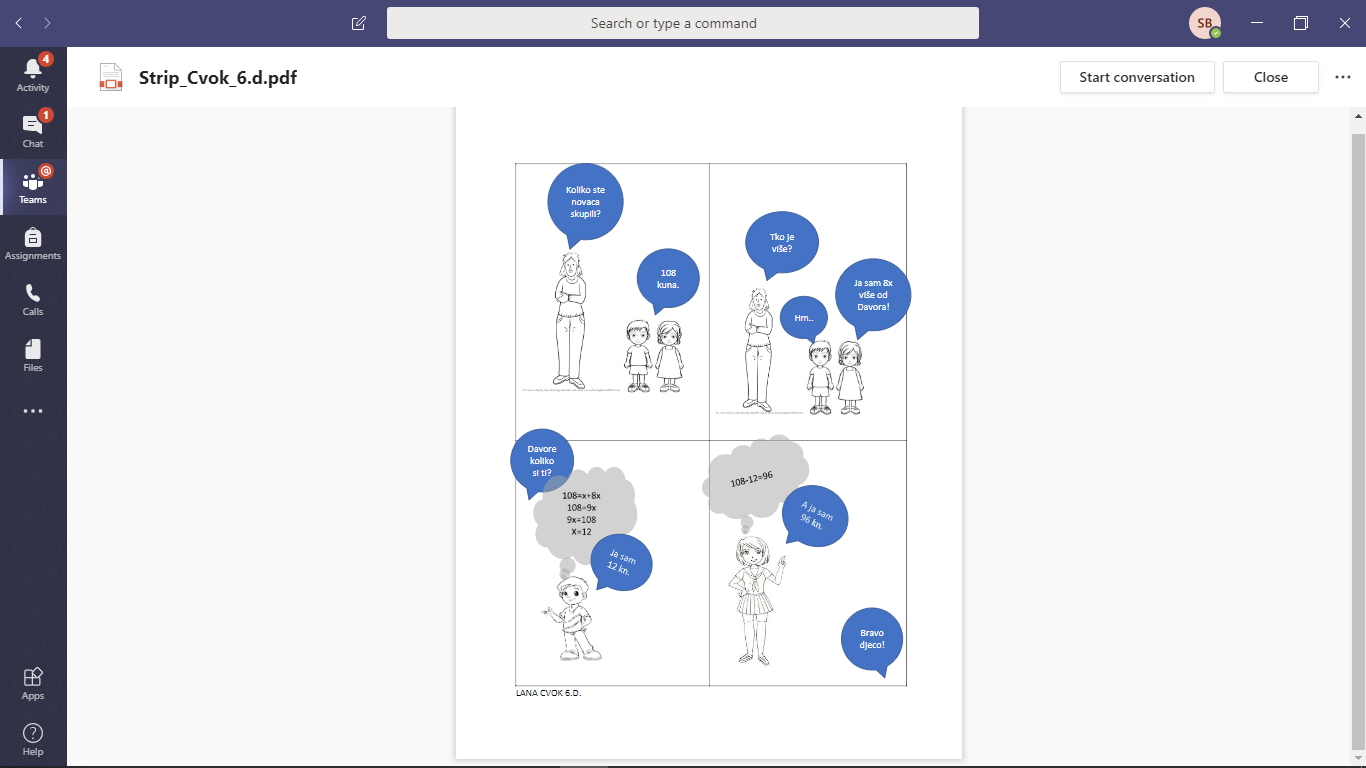 Search or type a command
SB
4
Activity
1
Chat
@
Teams
Assignments
Calls
Files
Apps
Help
Strip_Cvok_6.d.pdf
Start conversation
Close
Koliko ste
novaca
skupili?
108
kuna.
Tko je
više?
Hm..
Ja sam 8x
više od
Davora!
Davore
koliko
si ti?
108=x+8x
108=9x
9x=108
X=12
Ja sam
12 kn.
108-12=96
A ja sam
96 kn.
Bravo
djeco!
LANA CVOK 6.D.